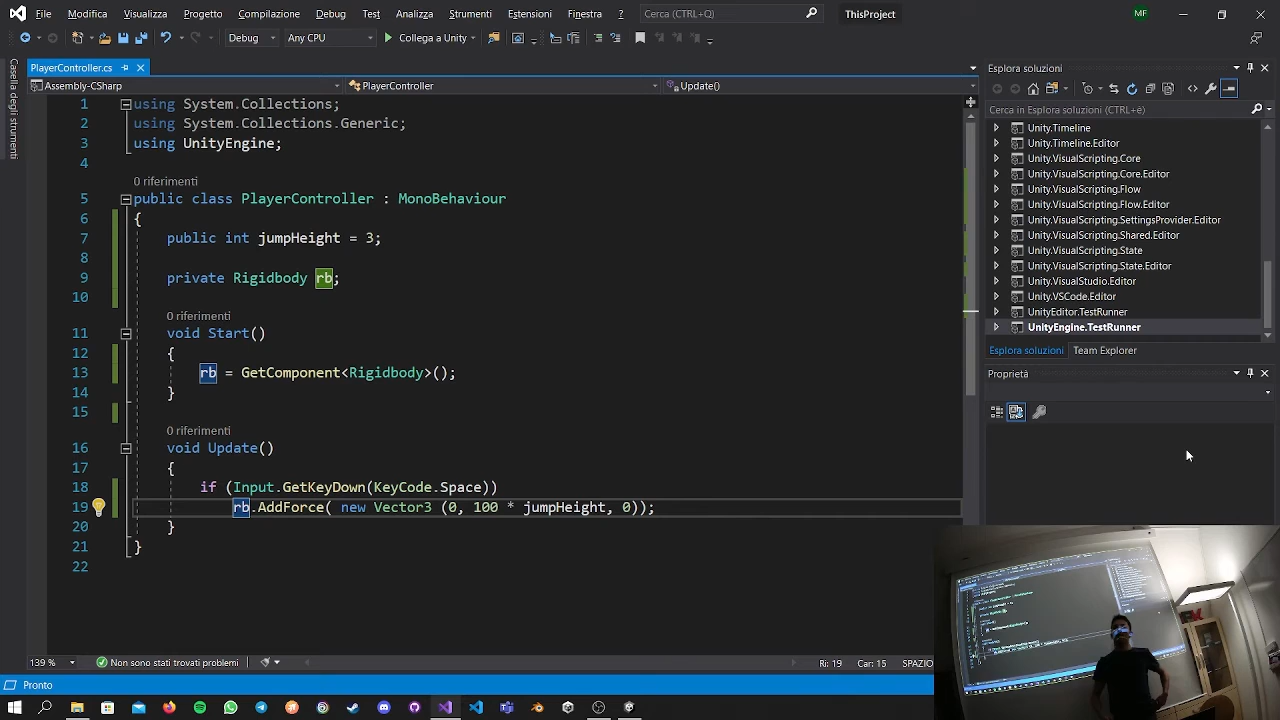 File Modifica Visualizza Progetto Compilazione Debug Test Analizza Strumenti Estensioni Finestra ? Cerca (CTRL+Q) ThisProject MF
Debug Any CPU Collega a Unity
Casella degli strumenti
PlayerController.cs
Assembly-CSharp PlayerController Update()
1 using System.Collections;
2 using System.Collections.Generic;
3 using UnityEngine;
4
0 riferimenti
5 public class PlayerController : MonoBehaviour
6 {
7 public int jumpHeight = 3;
8
9 private Rigidbody rb;
10
0 riferimenti
11 void Start()
12 {
13 rb = GetComponent<Rigidbody>();
14 }
15
0 riferimenti
16 void Update()
17 {
18 if (Input.GetKeyDown(KeyCode.Space))
19 rb.AddForce( new Vector3 (0, 100 * jumpHeight, 0));
20 }
21 }
22
139 % Non sono stati trovati problemi Ri: 19 Car: 15 SPAZIO
Pronto
Esplora soluzioni
Cerca in Esplora soluzioni (CTRL+è)
Unity.Timeline
Unity.Timeline.Editor
Unity.VisualScripting.Core
Unity.VisualScripting.Core.Editor
Unity.VisualScripting.Flow
Unity.VisualScripting.Flow.Editor
Unity.VisualScripting.SettingsProvider.Editor
Unity.VisualScripting.Shared.Editor
Unity.VisualScripting.State
Unity.VisualScripting.State.Editor
Unity.VisualStudio.Editor
Unity.VSCode.Editor
UnityEditor.TestRunner
UnityEngine.TestRunner
Esplora soluzioni Team Explorer
Proprietà